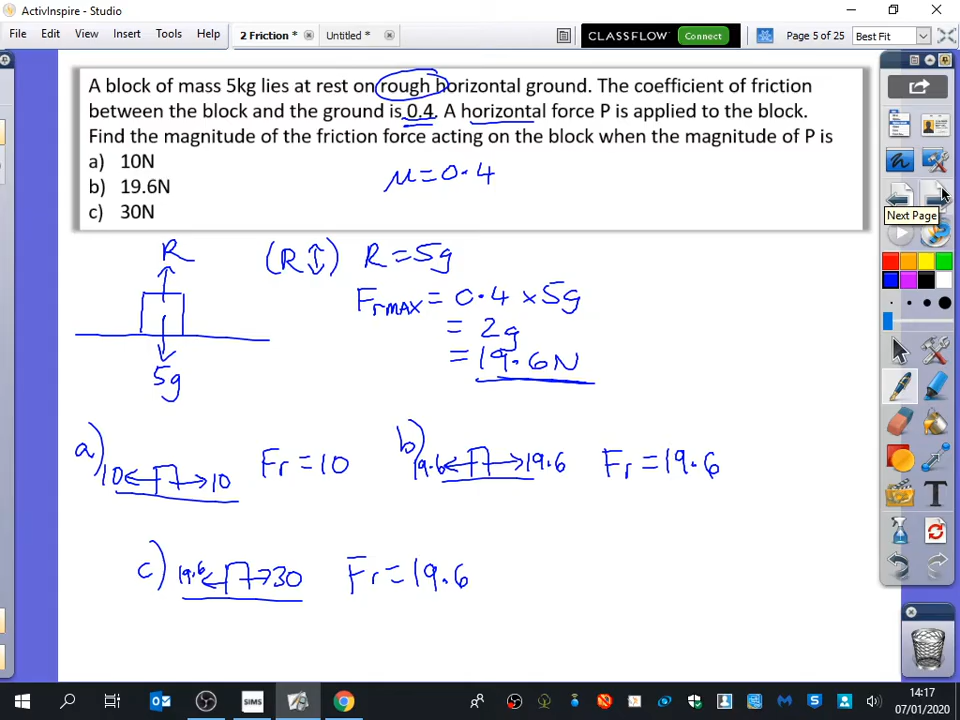 ActivInspire - Studio
File Edit View Insert Tools Help
2 Friction *
Untitled *
CLASSFLOW Connect
Page 5 of 25
Best Fit
A block of mass 5kg lies at rest on rough horizontal ground. The coefficient of friction
between the block and the ground is 0.4. A horizontal force P is applied to the block.
Find the magnitude of the friction force acting on the block when the magnitude of P is
a) 10N
b) 19.6N
c) 30N
μ=0.4
Next Page
R
5g
(R↕) R=5g
FrMAX = 0.4 × 5g
= 2g
= 19.6N
a) 10 10 Fr = 10
b) 19.6 19.6 Fr = 19.6
c) 19.6 30 Fr = 19.6
T
SIMS
14:17
07/01/2020